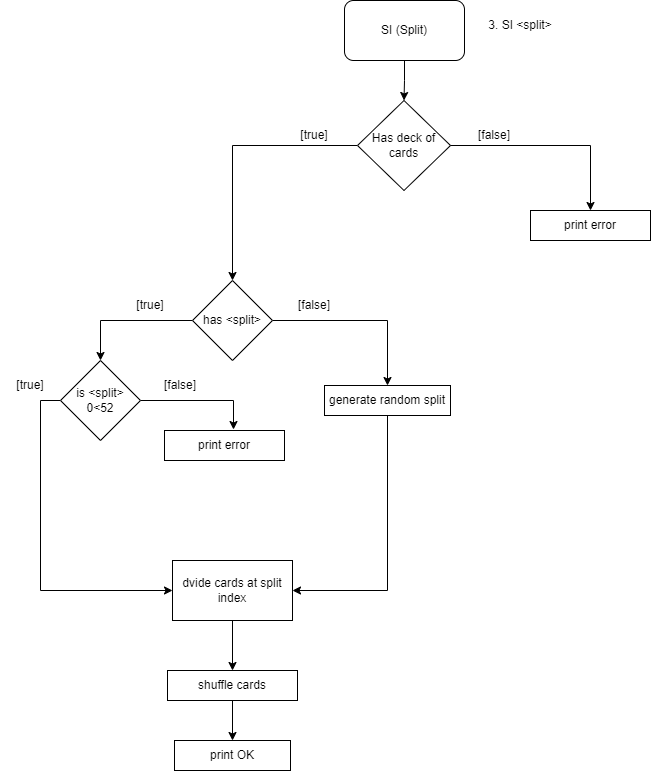 SI (Split)
3. SI <split>
Has deck of
cards
[true]
[false]
print error
has <split>
[true]
[false]
is <split>
0<52
[true]
[false]
print error
generate random split
dvide cards at split
index
shuffle cards
print OK